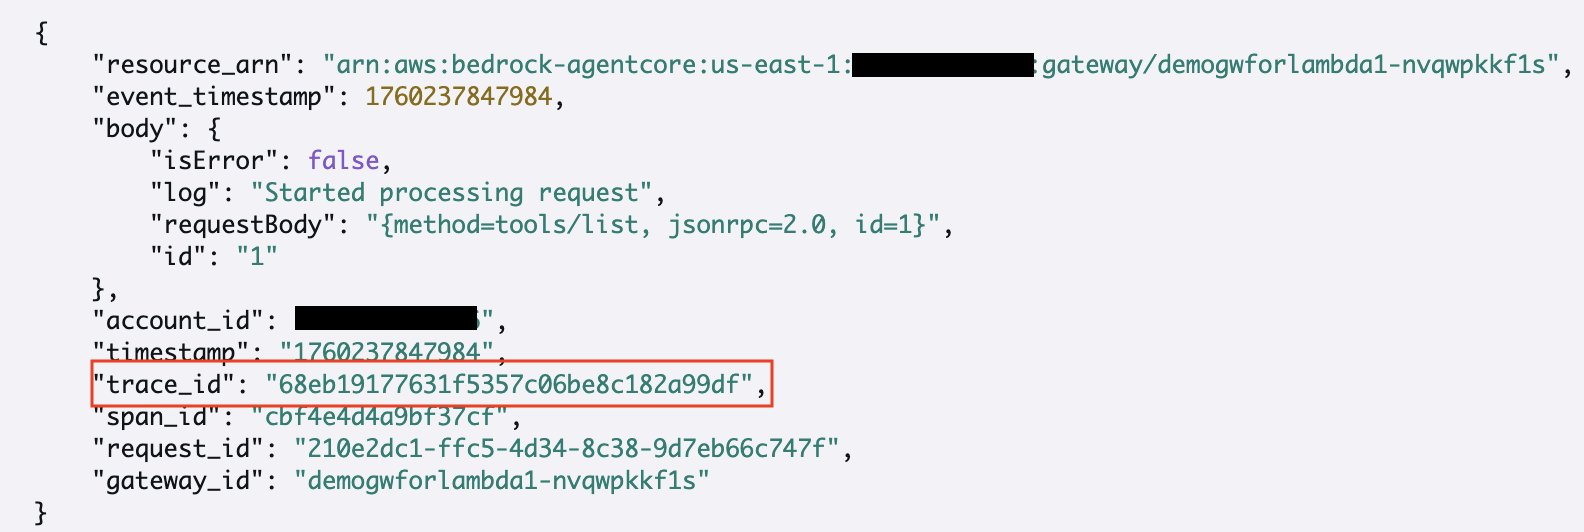 {
"resource_arn": "arn:aws:bedrock-agentcore:us-east-1: :gateway/demogwforlambda1-nvqwpkkf1s",
"event_timestamp": 1760237847984,
"body": {
"isError": false,
"log": "Started processing request",
"requestBody": "{method=tools/list, jsonrpc=2.0, id=1}",
"id": "1"
},
"account_id": ",
"timestamp": "1760237847984",
"trace_id": "68eb19177631f5357c06be8c182a99df",
"span_id": "cbf4e4d4a9bf37cf",
"request_id": "210e2dc1-ffc5-4d34-8c38-9d7eb66c747f",
"gateway_id": "demogwforlambda1-nvqwpkkf1s"
}